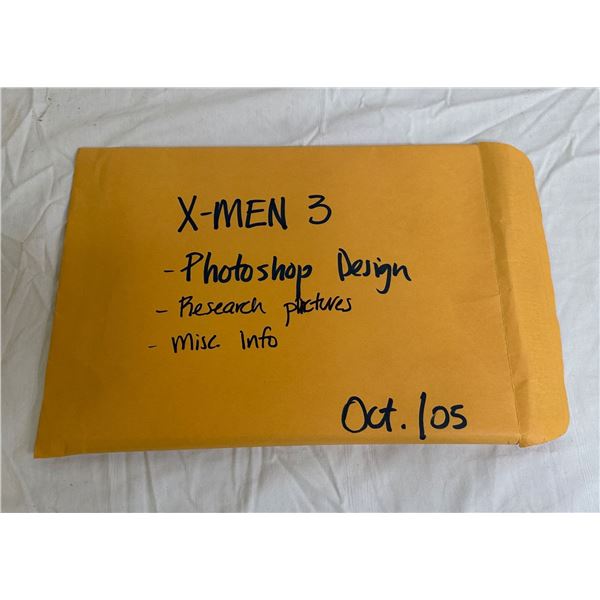 X-MEN 3
- Photoshop Design
- Research pictures
- Misc Info
Oct./05